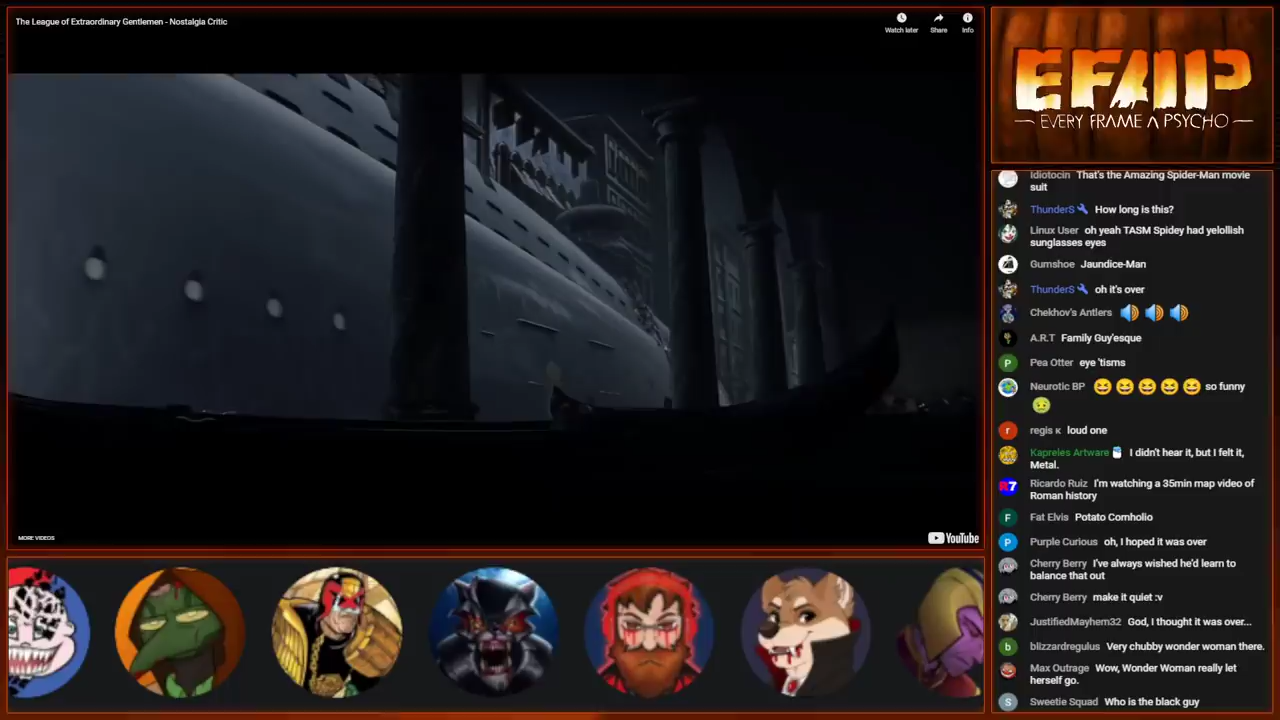 The League of Extraordinary Gentlemen - Nostalgia Critic
Watch later
Share
Info
MORE VIDEOS
YouTube
EFAP
EVERY FRAME A PSYCHO
Idiotocin That's the Amazing Spider-Man movie
suit
ThunderS How long is this?
Linux User oh yeah TASM Spidey had yelollish
sunglasses eyes
Gumshoe Jaundice-Man
ThunderS oh it's over
Chekhov's Antlers 🔊 🔊 🔊
A.R.T Family Guy'esque
Pea Otter eye 'tisms
Neurotic BP 😆 😆 😆 😆 😆 so funny
🤢
regis κ loud one
Kapreles Artware I didn't hear it, but I felt it,
Metal.
Ricardo Ruiz I'm watching a 35min map video of
Roman history
Fat Elvis Potato Cornholio
Purple Curious oh, I hoped it was over
Cherry Berry I've always wished he'd learn to
balance that out
Cherry Berry make it quiet :v
JustifiedMayhem32 God, I thought it was over...
blizzardregulus Very chubby wonder woman there.
Max Outrage Wow, Wonder Woman really let
herself go.
Sweetie Squad Who is the black guy